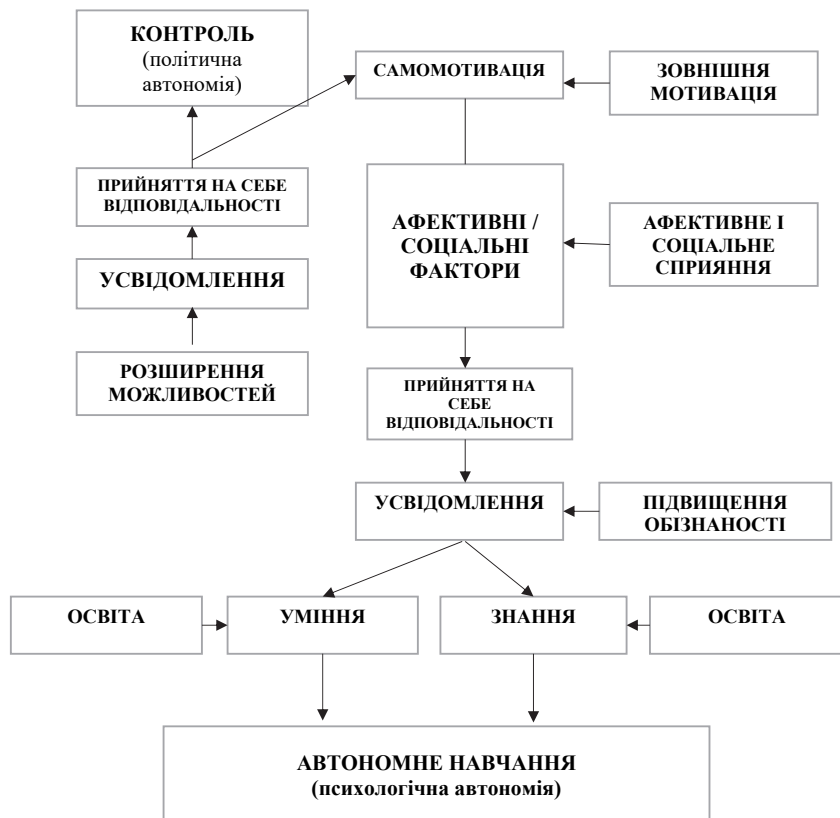 КОНТРОЛЬ
(політична
автономія)
САМОМОТИВАЦІЯ
ЗОВНІШНЯ
МОТИВАЦІЯ
ПРИЙНЯТТЯ НА СЕБЕ
ВІДПОВІДАЛЬНОСТІ
АФЕКТИВНІ /
СОЦІАЛЬНІ
ФАКТОРИ
АФЕКТИВНЕ І
СОЦІАЛЬНЕ
СПРИЯННЯ
УСВІДОМЛЕННЯ
РОЗШИРЕННЯ
МОЖЛИВОСТЕЙ
ПРИЙНЯТТЯ НА
СЕБЕ
ВІДПОВІДАЛЬНОСТІ
УСВІДОМЛЕННЯ
ПІДВИЩЕННЯ
ОБІЗНАНОСТІ
ОСВІТА
УМІННЯ
ЗНАННЯ
ОСВІТА
АВТОНОМНЕ НАВЧАННЯ
(психологічна автономія)